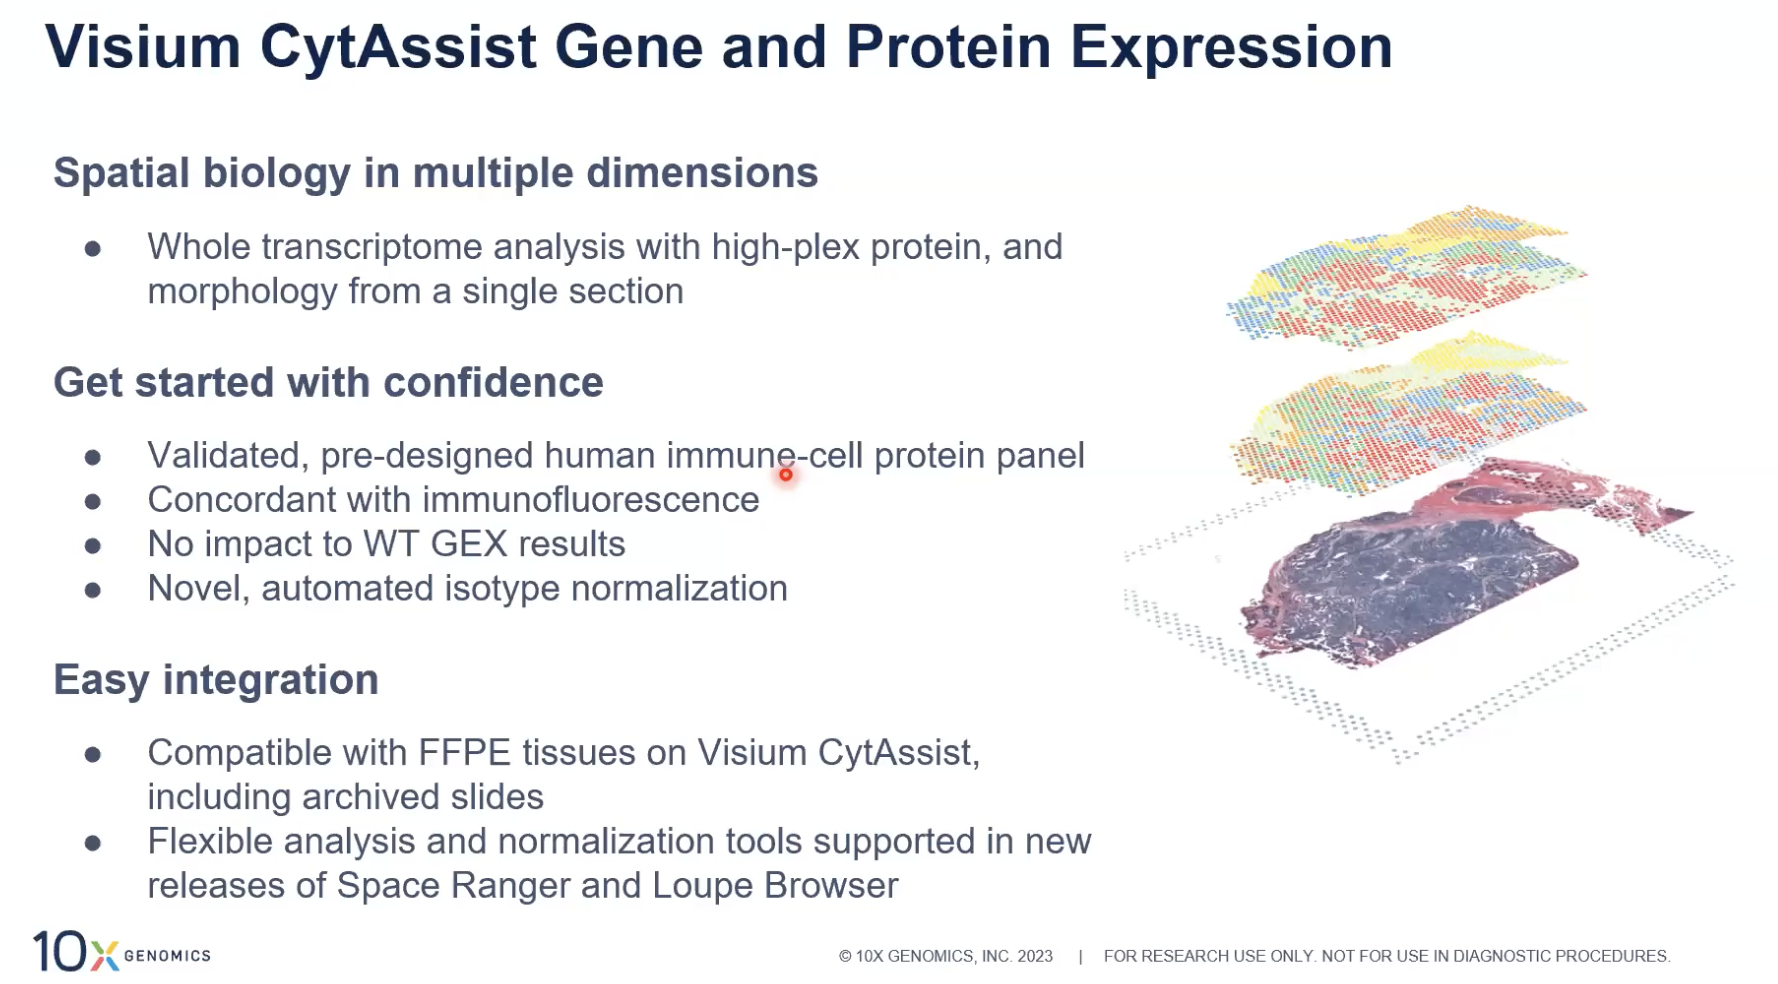 Visium CytAssist Gene and Protein Expression
Spatial biology in multiple dimensions
● Whole transcriptome analysis with high-plex protein, and
morphology from a single section
Get started with confidence
● Validated, pre-designed human immune-cell protein panel
● Concordant with immunofluorescence
● No impact to WT GEX results
● Novel, automated isotype normalization
Easy integration
● Compatible with FFPE tissues on Visium CytAssist,
including archived slides
● Flexible analysis and normalization tools supported in new
releases of Space Ranger and Loupe Browser
10X GENOMICS
© 10X GENOMICS, INC. 2023 | FOR RESEARCH USE ONLY. NOT FOR USE IN DIAGNOSTIC PROCEDURES.